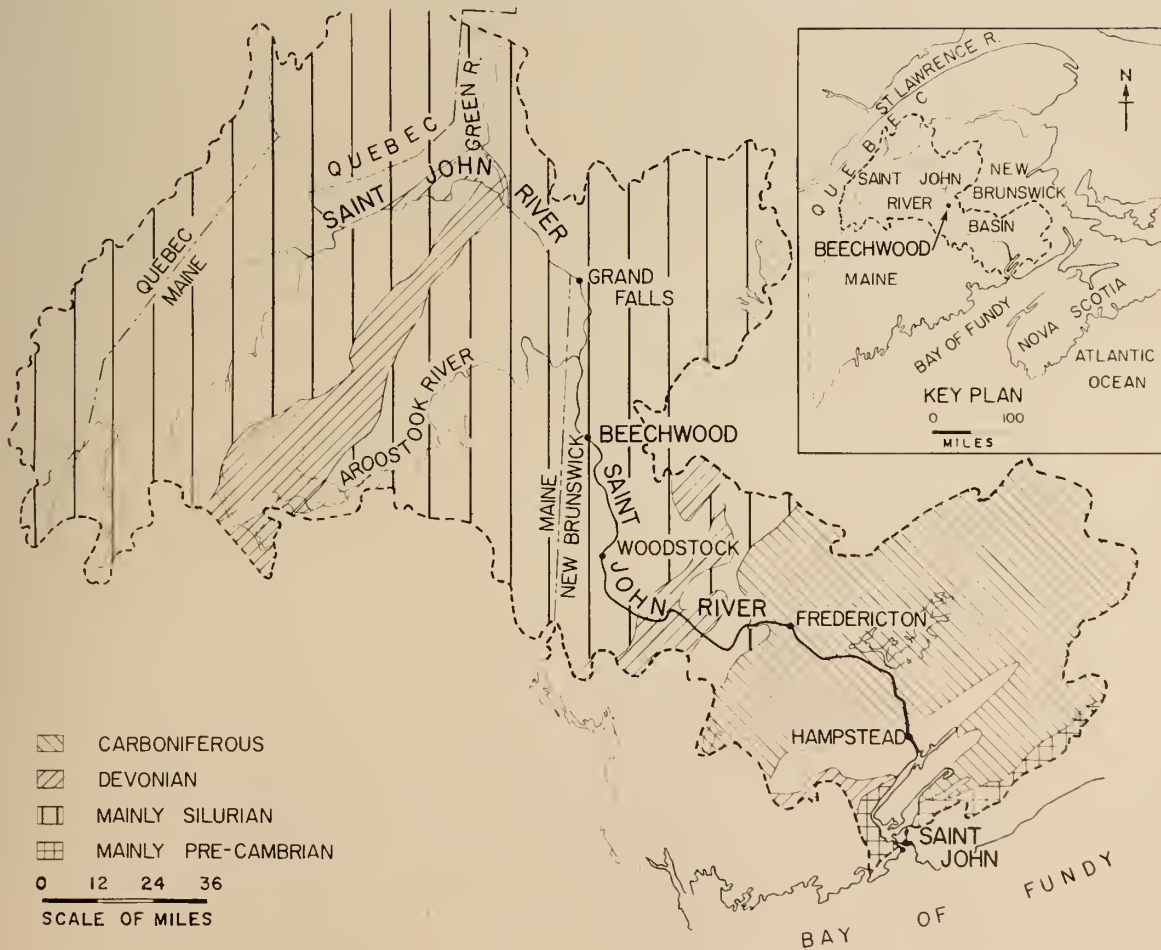 QUEBEC
GREEN R.
SAINT JOHN RIVER
QUEBEC
MAINE
GRAND FALLS
AROOSTOOK RIVER
BEECHWOOD
MAINE
NEW BRUNSWICK
SAINT JOHN RIVER
WOODSTOCK
FREDERICTON
HAMPSTEAD
SAINT JOHN
BAY OF FUNDY
ST LAWRENCE R.
N
QUEBEC
SAINT JOHN
RIVER
BASIN
NEW
BRUNSWICK
BEECHWOOD
MAINE
BAY OF FUNDY
NOVA SCOTIA
ATLANTIC
OCEAN
KEY PLAN
0 100
MILES
CARBONIFEROUS
DEVONIAN
MAINLY SILURIAN
MAINLY PRE-CAMBRIAN
0 12 24 36
SCALE OF MILES